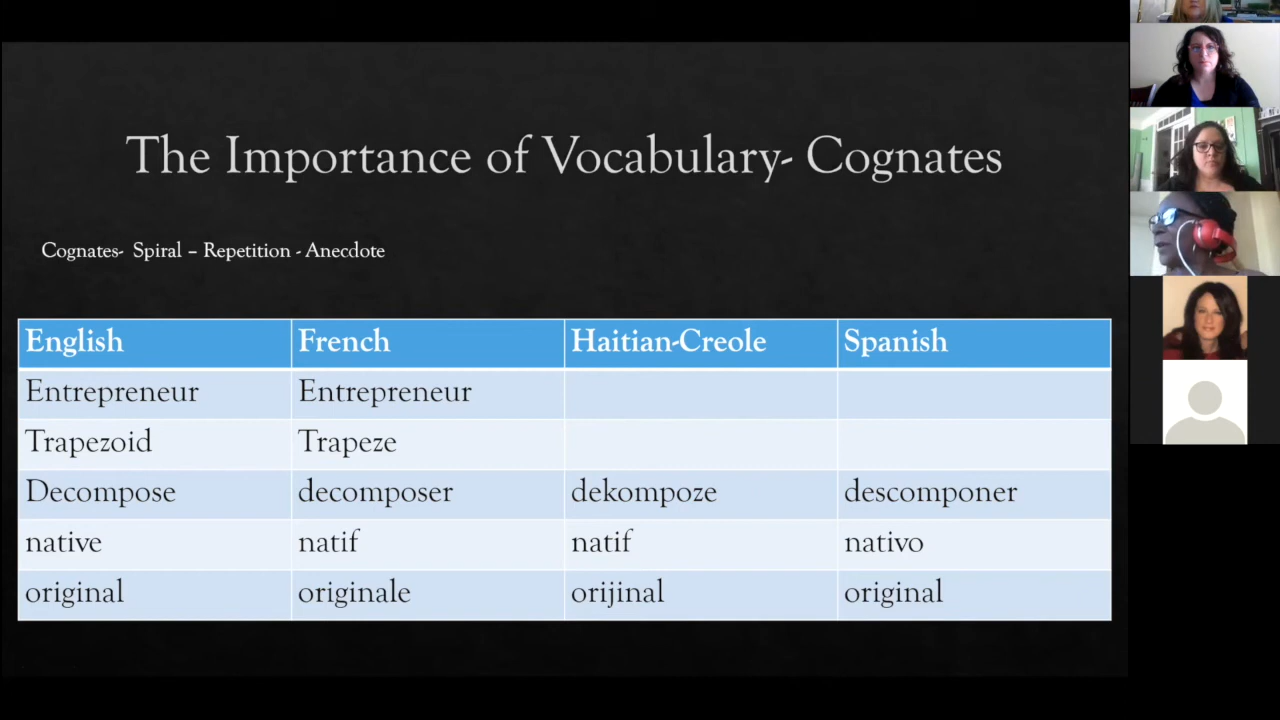 The Importance of Vocabulary- Cognates
Cognates- Spiral – Repetition - Anecdote
English French Haitian-Creole Spanish
Entrepreneur Entrepreneur
Trapezoid Trapeze
Decompose decomposer dekompoze descomponer
native natif natif nativo
original originale orijinal original